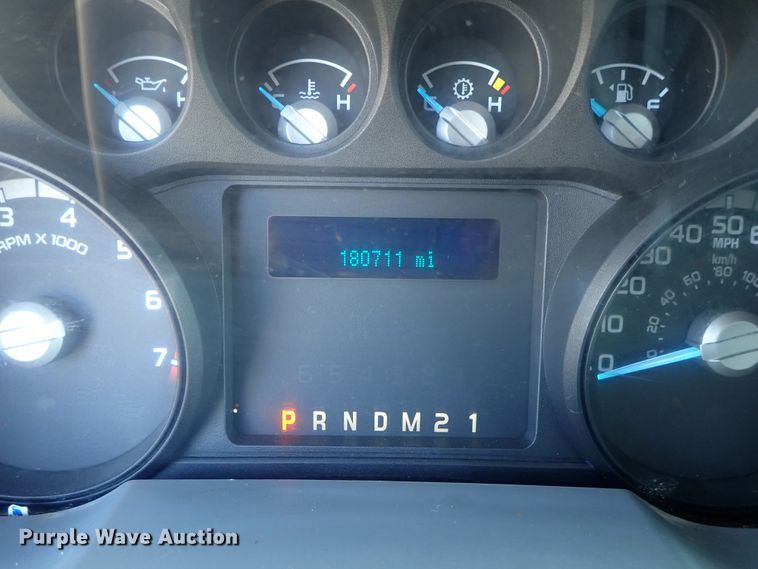 H H H F
3 4 5 6 7
RPM X 1000
180711 mi
P R N D M 2 1
0 10 20 30 40 50
MPH
km/h
80
Purple Wave Auction